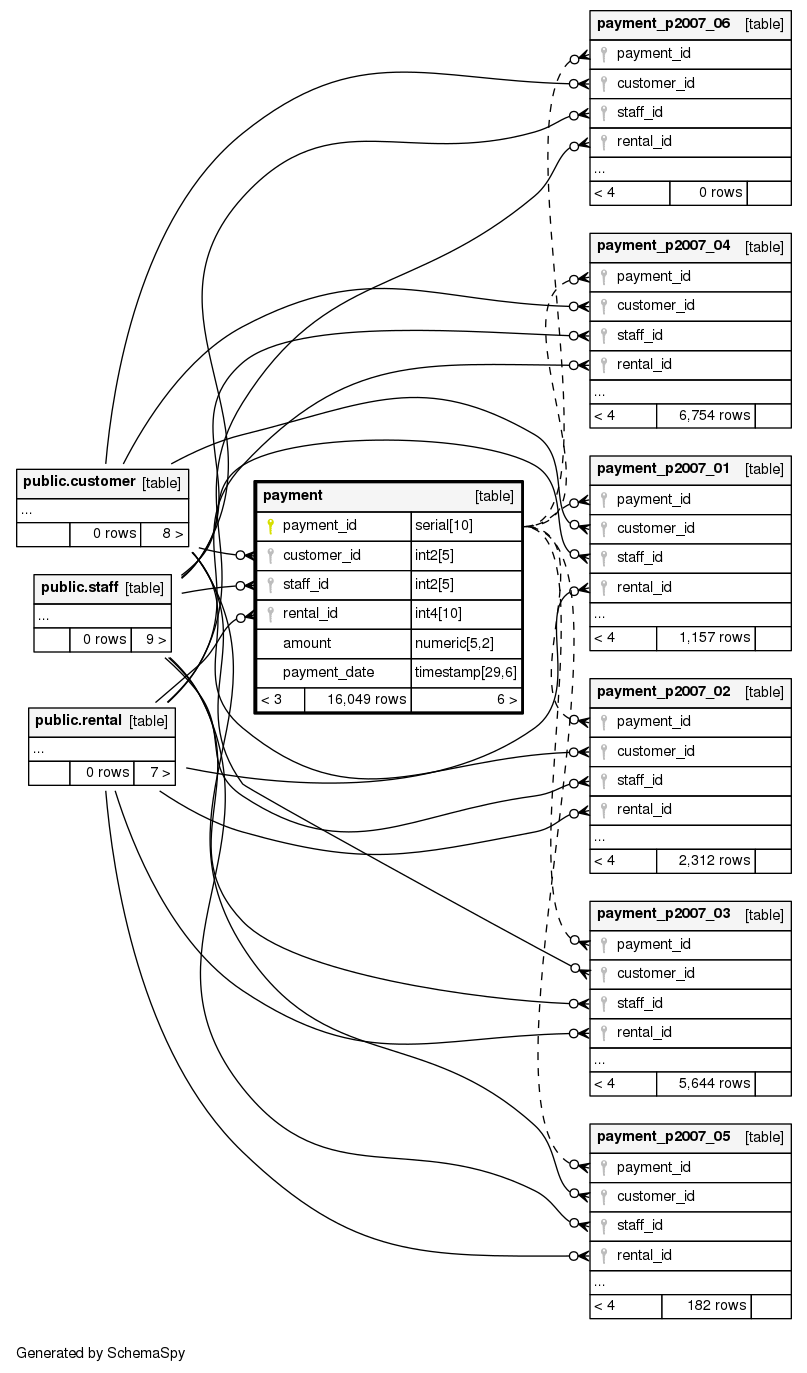 payment_p2007_06 [table]
payment_id
customer_id
staff_id
rental_id
...
< 4 0 rows
payment_p2007_04 [table]
payment_id
customer_id
staff_id
rental_id
...
< 4 6,754 rows
public.customer [table]
...
0 rows 8 >
public.staff [table]
...
0 rows 9 >
public.rental [table]
...
0 rows 7 >
payment [table]
payment_id serial[10]
customer_id int2[5]
staff_id int2[5]
rental_id int4[10]
amount numeric[5,2]
payment_date timestamp[29,6]
< 3 16,049 rows 6 >
payment_p2007_01 [table]
payment_id
customer_id
staff_id
rental_id
...
< 4 1,157 rows
payment_p2007_02 [table]
payment_id
customer_id
staff_id
rental_id
...
< 4 2,312 rows
payment_p2007_03 [table]
payment_id
customer_id
staff_id
rental_id
...
< 4 5,644 rows
payment_p2007_05 [table]
payment_id
customer_id
staff_id
rental_id
...
< 4 182 rows
Generated by SchemaSpy